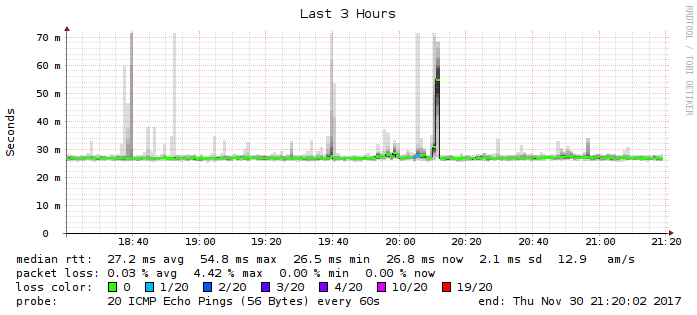 Last 3 Hours
RRDTOOL / TOBI OETIKER
Seconds
70 m
60 m
50 m
40 m
30 m
20 m
10 m
0
18:40 19:00 19:20 19:40 20:00 20:20 20:40 21:00 21:20
median rtt: 27.2 ms avg 54.8 ms max 26.5 ms min 26.8 ms now 2.1 ms sd 12.9 am/s
packet loss: 0.03 % avg 4.42 % max 0.00 % min 0.00 % now
loss color: 0 1/20 2/20 3/20 4/20 10/20 19/20
probe: 20 ICMP Echo Pings (56 Bytes) every 60s end: Thu Nov 30 21:20:02 2017